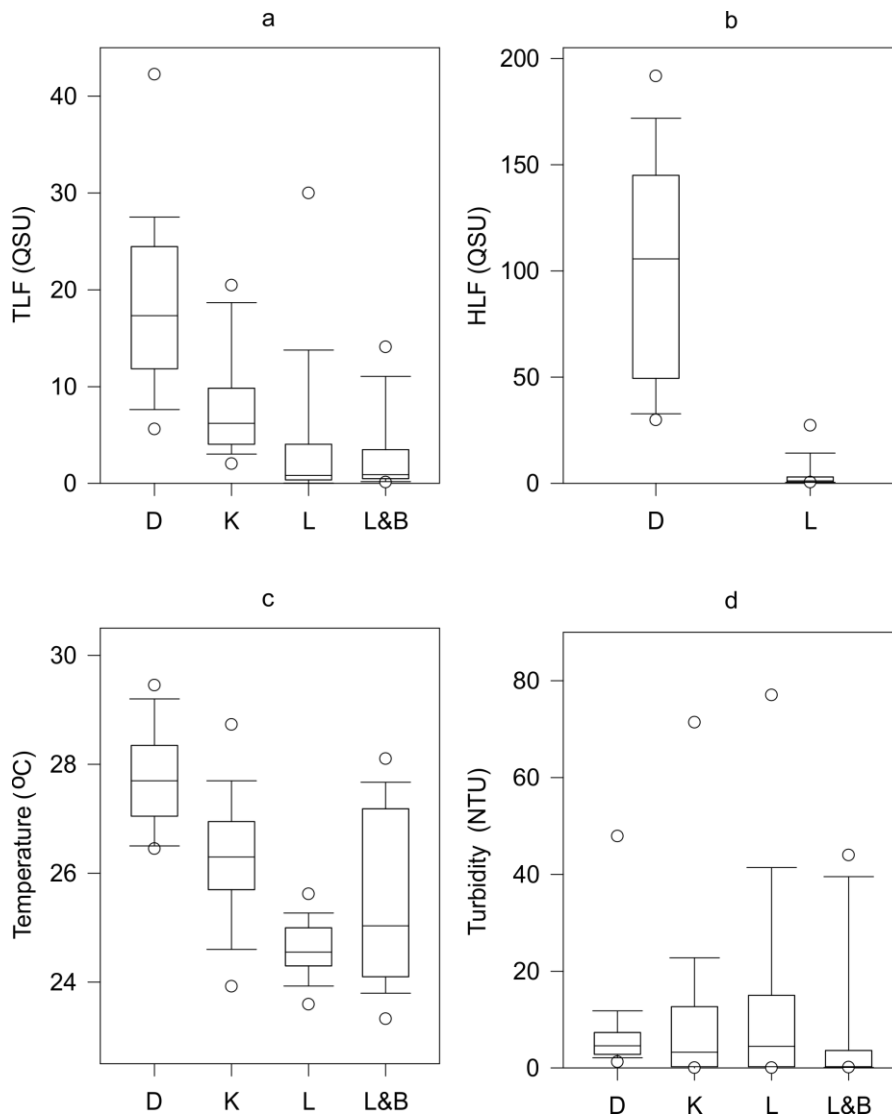 a
b
40
30
20
10
0
TLF (QSU)
D K L L&B
200
150
100
50
0
HLF (QSU)
D L
c
d
30
28
26
24
Temperature (ºC)
D K L L&B
80
60
40
20
0
Turbidity (NTU)
D K L L&B